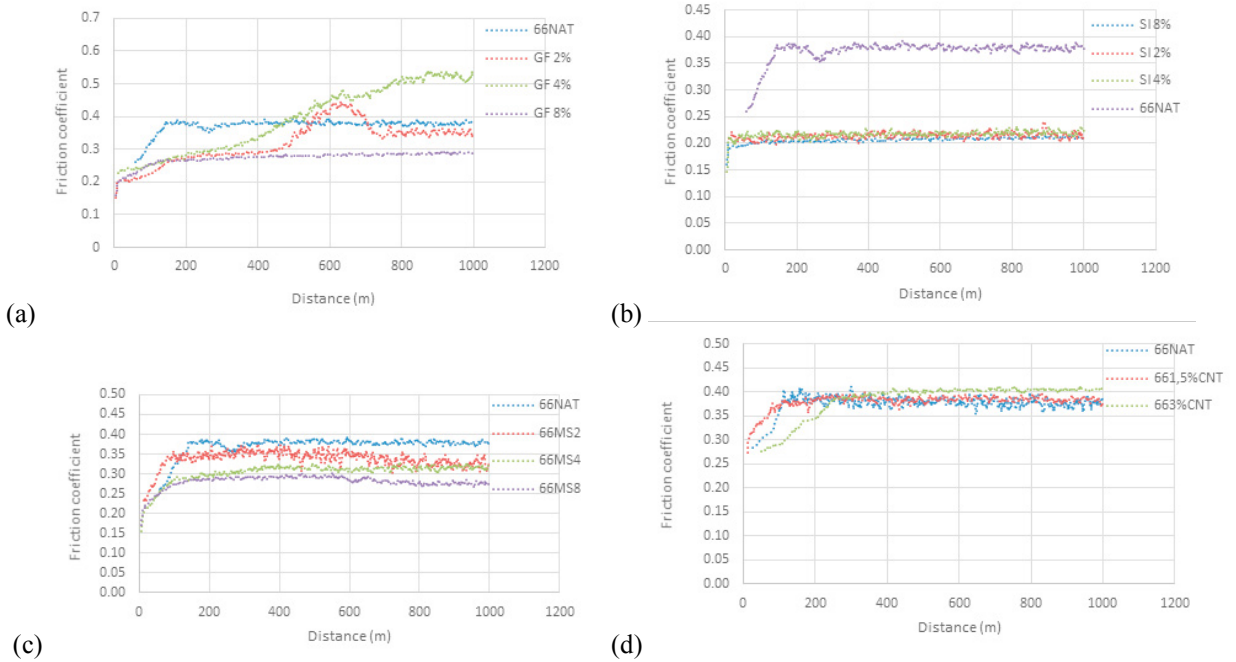 0.7
0.6
0.5
0.4
0.3
0.2
0.1
0
Friction coefficient
0 200 400 600 800 1000 1200
Distance (m)
66NAT
GF 2%
GF 4%
GF 8%
(a)
0.45
0.40
0.35
0.30
0.25
0.20
0.15
0.10
0.05
0.00
Friction coefficient
0 200 400 600 800 1000 1200
Distance (m)
SI 8%
SI 2%
SI 4%
66NAT
(b)
0.50
0.45
0.40
0.35
0.30
0.25
0.20
0.15
0.10
0.05
0.00
Friction coefficient
0 200 400 600 800 1000 1200
Distance (m)
66NAT
66MS2
66MS4
66MS8
(c)
0.50
0.45
0.40
0.35
0.30
0.25
0.20
0.15
0.10
0.05
0.00
Friction coefficient
0 200 400 600 800 1000 1200
Distance (m)
66NAT
661,5%CNT
663%CNT
(d)